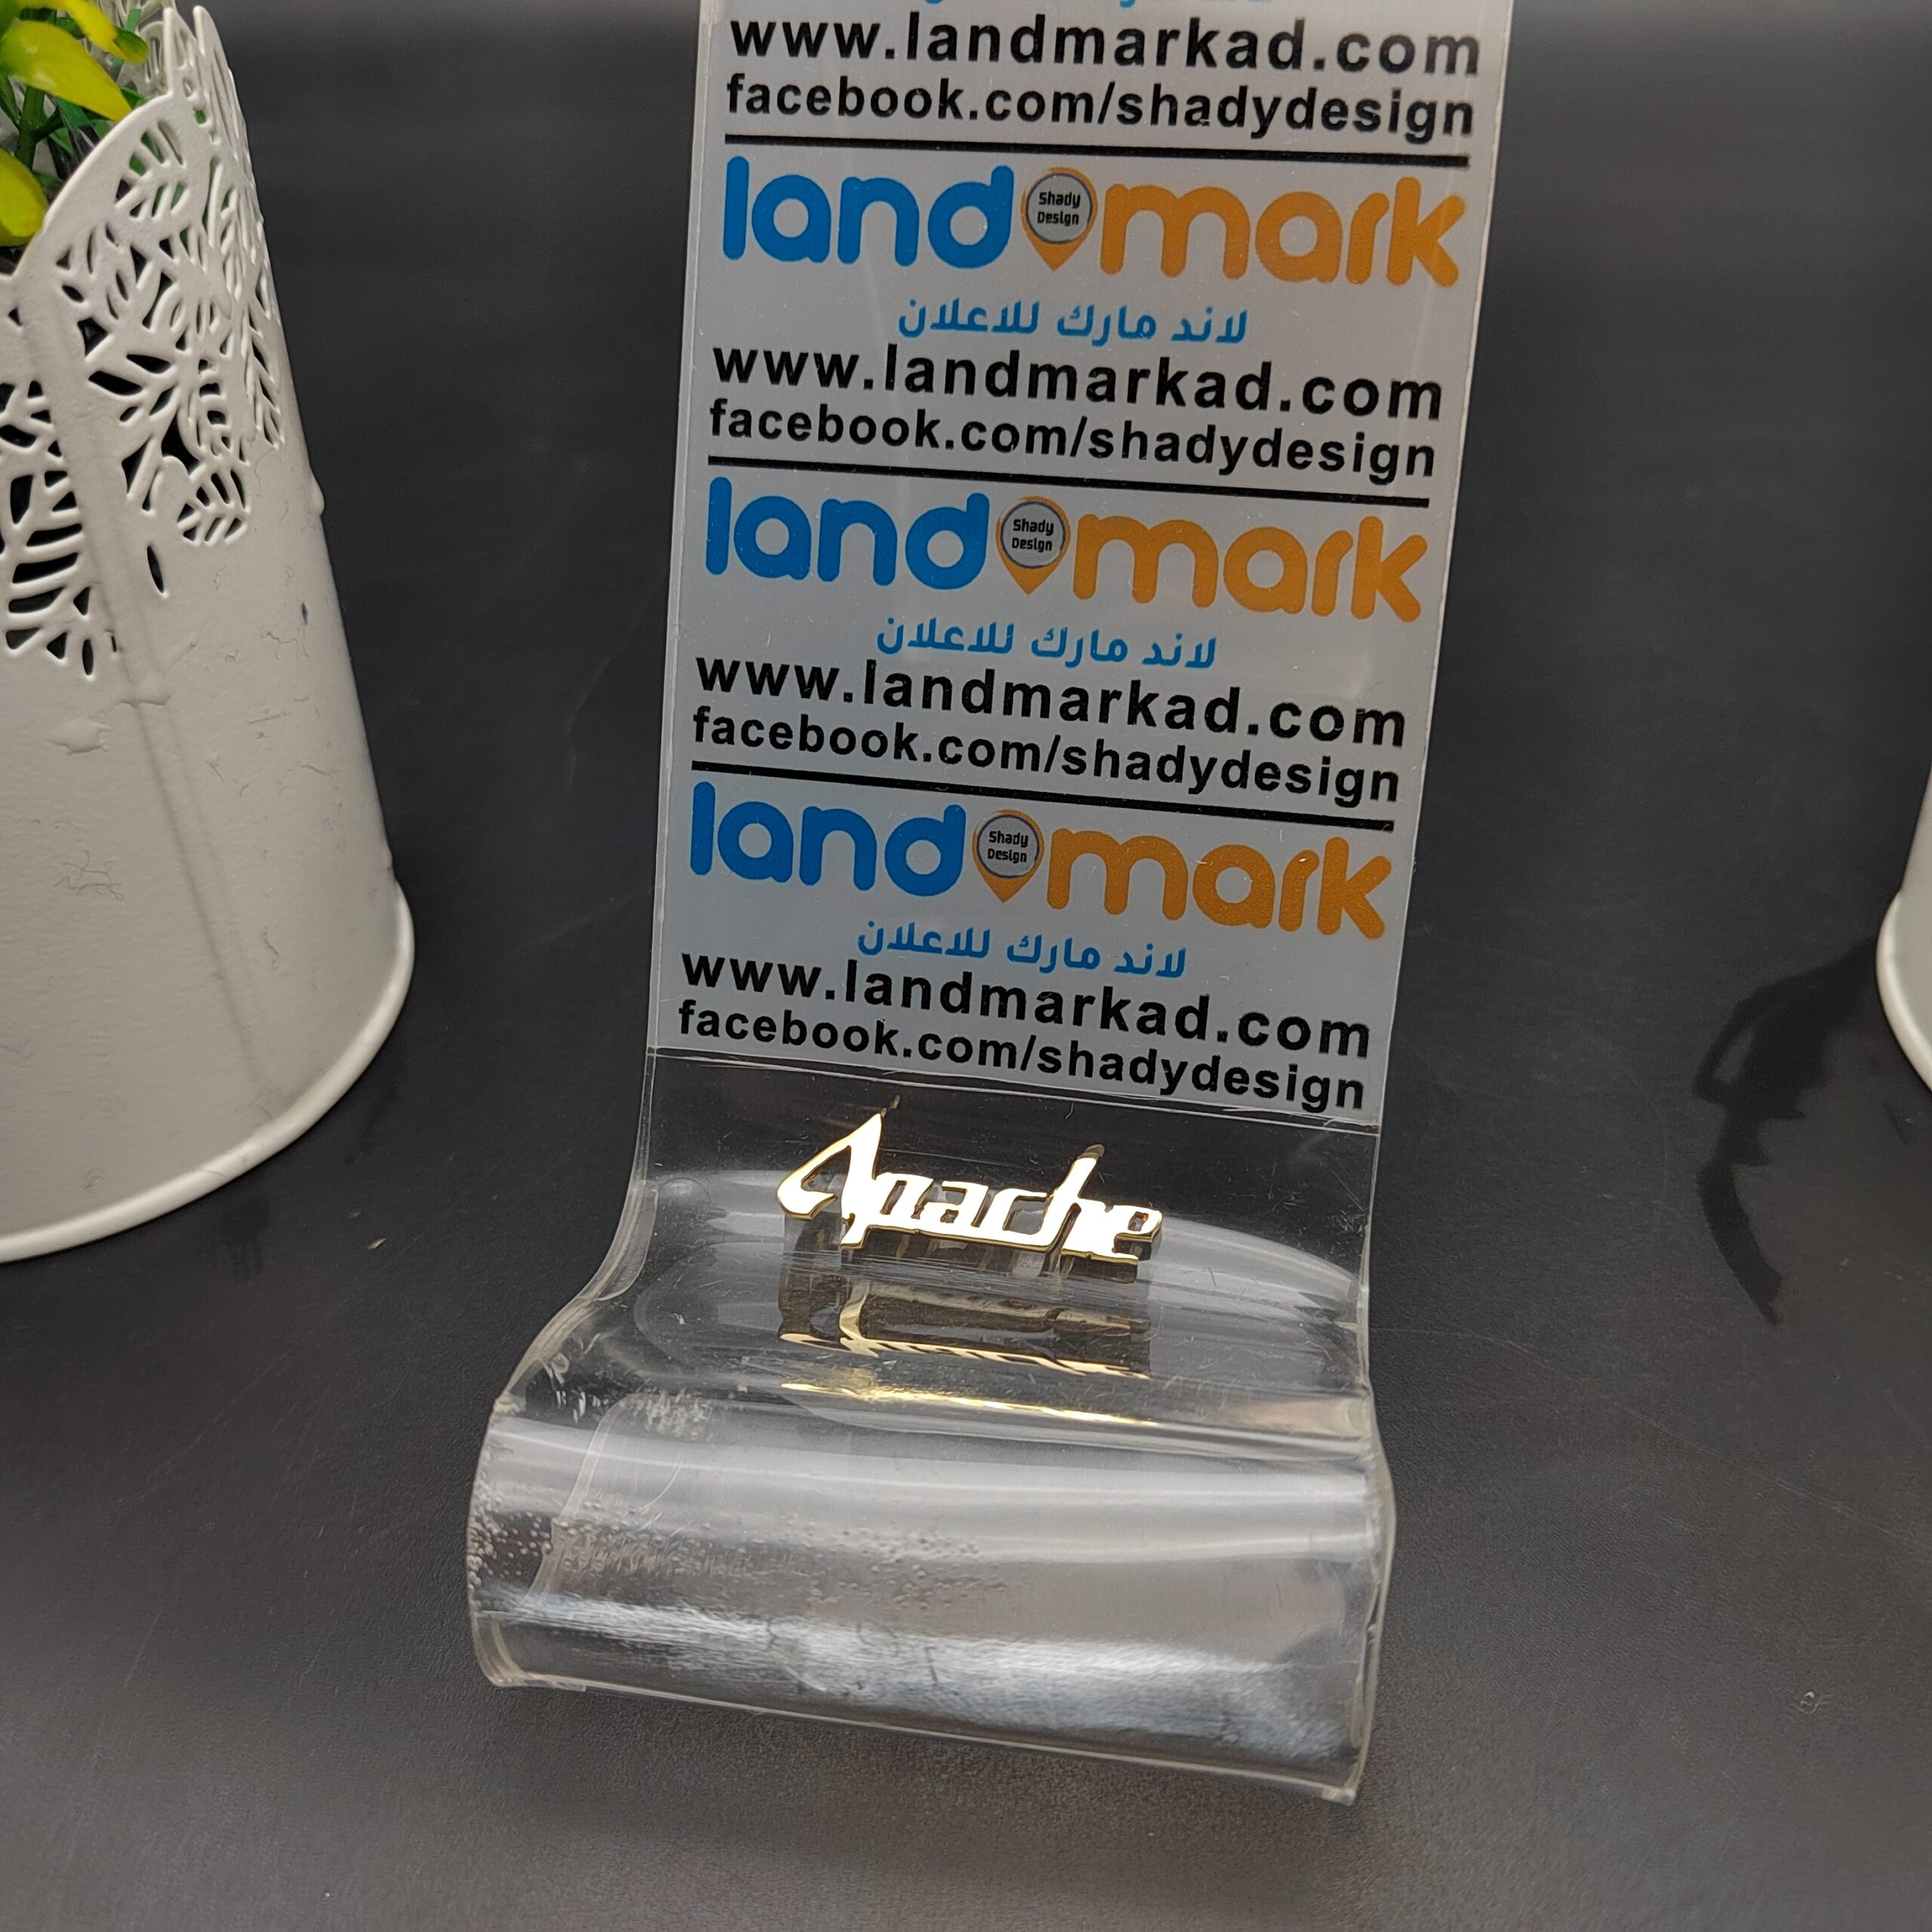 www.landmarkad.com
facebook.com/shadydesign
land mark
Shady
Design
لاند مارك للاعلان
www.landmarkad.com
facebook.com/shadydesign
land mark
Shady
Design
لاند مارك للاعلان
www.landmarkad.com
facebook.com/shadydesign
land mark
Shady
Design
لاند مارك للاعلان
www.landmarkad.com
facebook.com/shadydesign
Apache